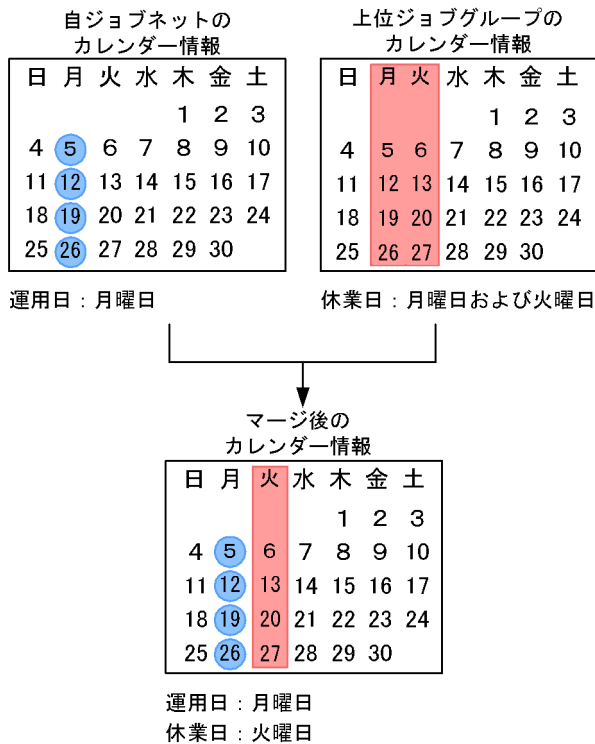 自ジョブネットの
カレンダー情報
日 月 火 水 木 金 土
1 2 3
4 5 6 7 8 9 10
11 12 13 14 15 16 17
18 19 20 21 22 23 24
25 26 27 28 29 30
運用日：月曜日
上位ジョブグループの
カレンダー情報
日 月 火 水 木 金 土
1 2 3
4 5 6 7 8 9 10
11 12 13 14 15 16 17
18 19 20 21 22 23 24
25 26 27 28 29 30
休業日：月曜日および火曜日
マージ後の
カレンダー情報
日 月 火 水 木 金 土
1 2 3
4 5 6 7 8 9 10
11 12 13 14 15 16 17
18 19 20 21 22 23 24
25 26 27 28 29 30
運用日：月曜日
休業日：火曜日